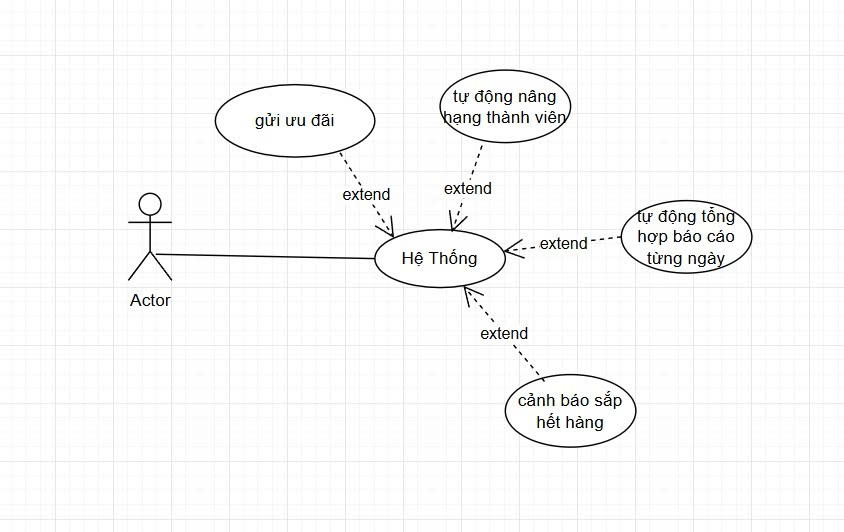 gửi ưu đãi
tự động nâng
hạng thành viên
extend
extend
tự động tổng
hợp báo cáo
từng ngày
extend
Hệ Thống
Actor
extend
cảnh báo sắp
hết hàng